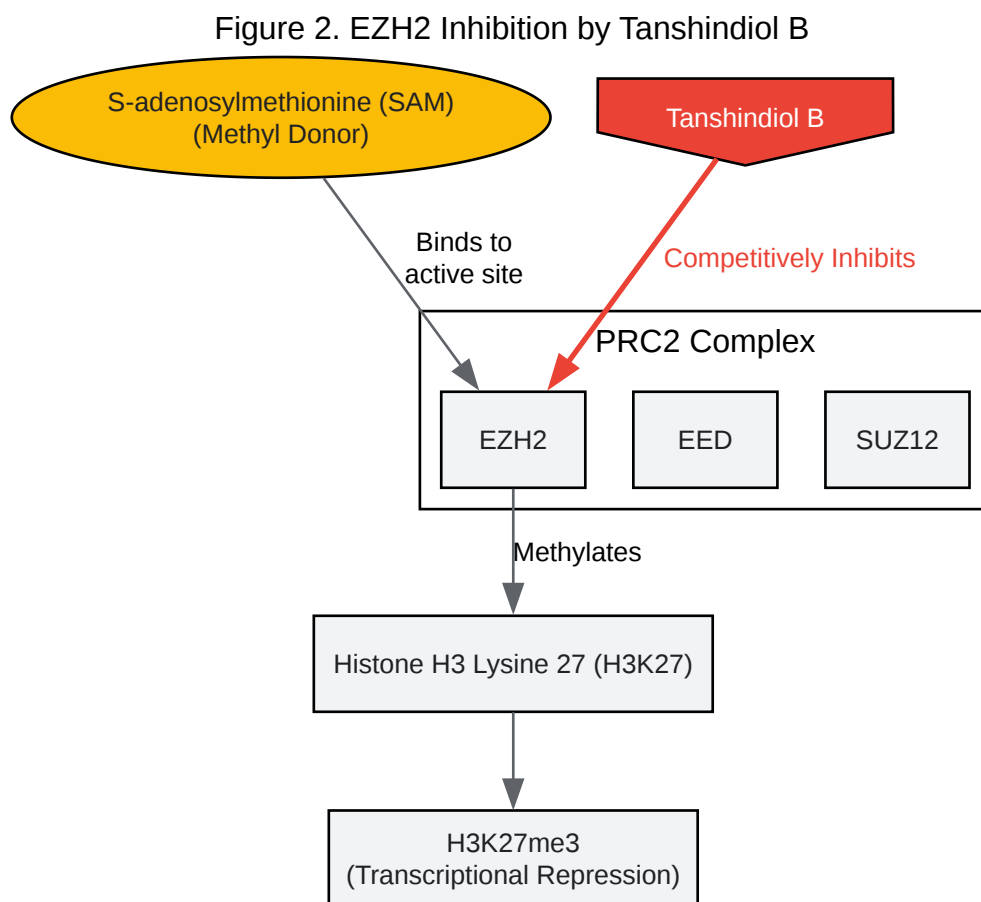 Figure 2. EZH2 Inhibition by Tanshindiol B
S-adenosylmethionine (SAM)
(Methyl Donor)
Tanshindiol B
Binds to
active site
Competitively Inhibits
PRC2 Complex
EZH2
EED
SUZ12
Methylates
Histone H3 Lysine 27 (H3K27)
H3K27me3
(Transcriptional Repression)